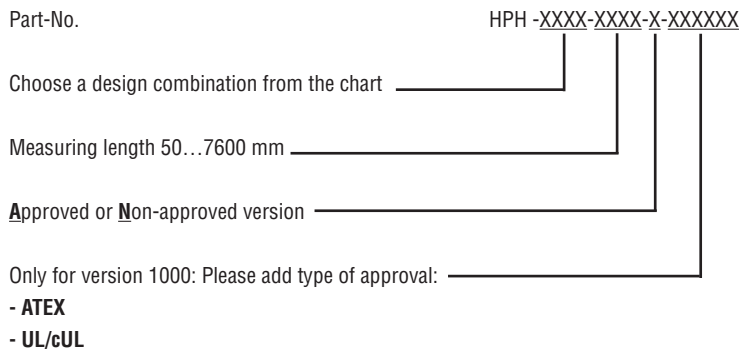 Part-No. HPH -XXXX-XXXX-X-XXXXXX
Choose a design combination from the chart
Measuring length 50…7600 mm
Approved or Non-approved version
Only for version 1000: Please add type of approval:
- ATEX
- UL/cUL